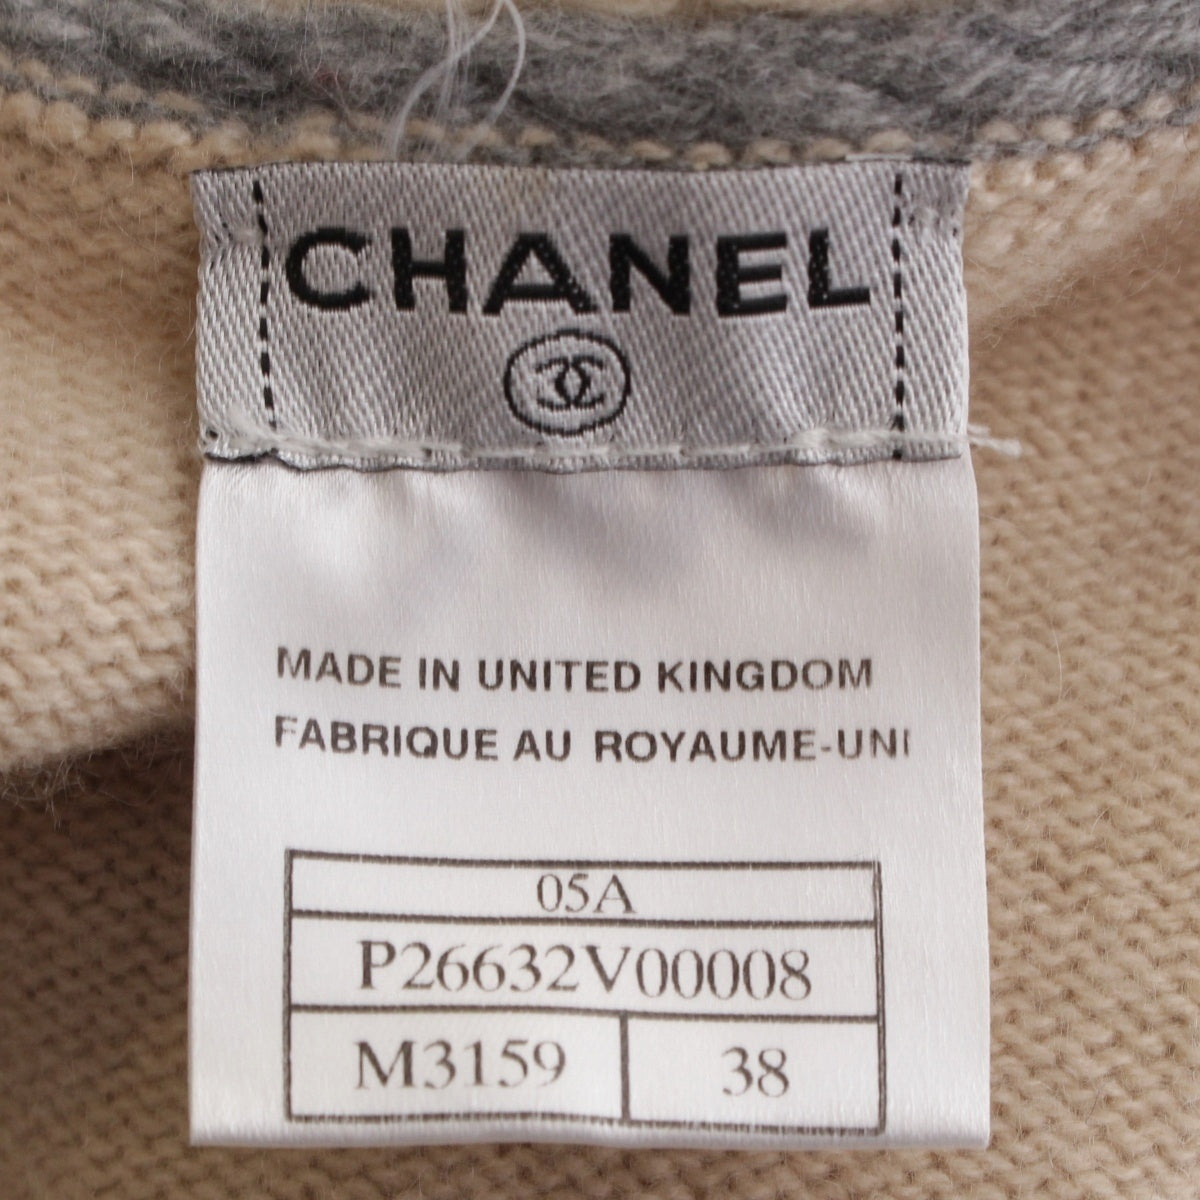 CHANEL
MADE IN UNITED KINGDOM
FABRIQUE AU ROYAUME-UNI
05A
P26632V00008
M3159 38